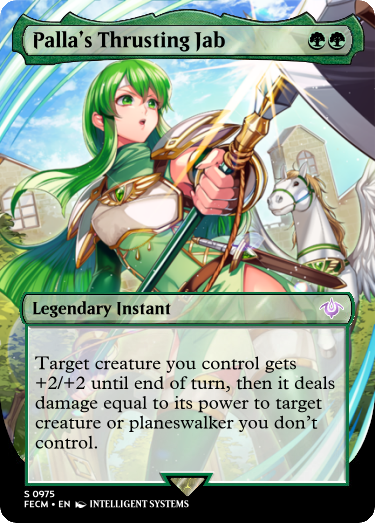 Palla's Thrusting Jab
Legendary Instant
Target creature you control gets
+2/+2 until end of turn, then it deals
damage equal to its power to target
creature or planeswalker you don't
control.
S 0975
FECM • EN INTELLIGENT SYSTEMS